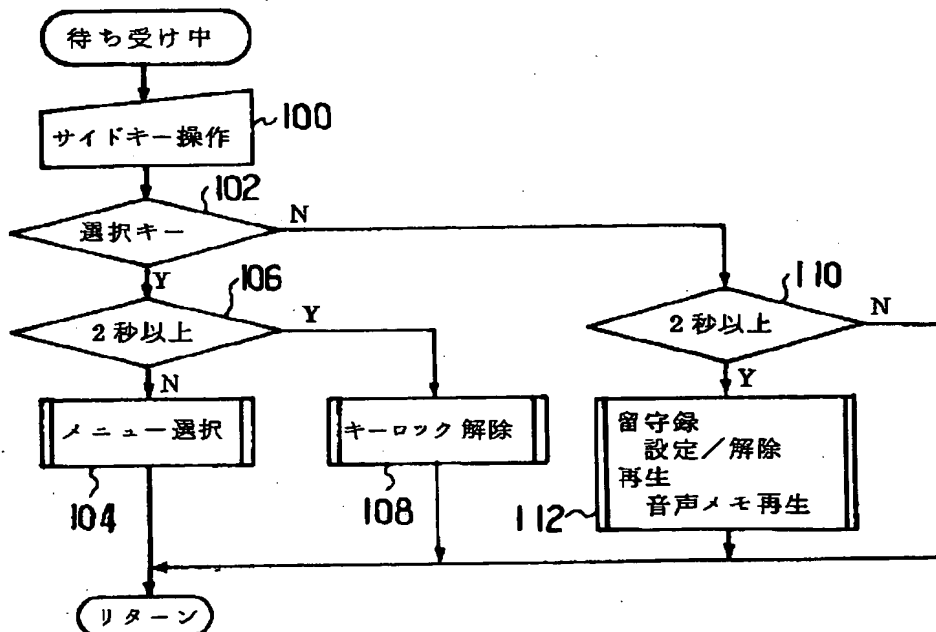 待ち受け中
サイドキー操作
100
102
選択キー
N
Y
106
2秒以上
Y
N
110
2秒以上
N
Y
メニュー選択
104
キーロック解除
108
留守録
設定/解除
再生
音声メモ再生
112
リターン